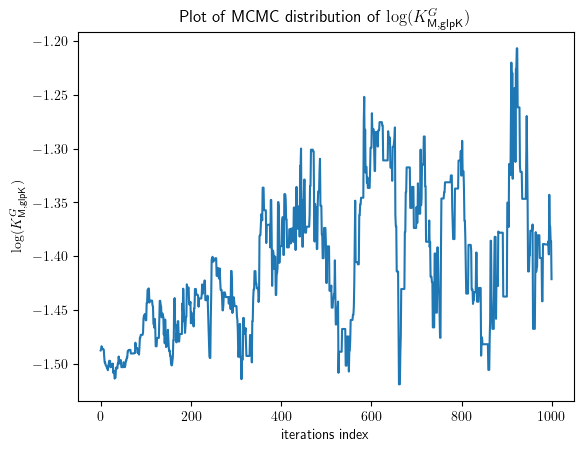 Plot of MCMC distribution of log(K^G_M,glpK)
log(K^G_M,glpK)
−1.20
−1.25
−1.30
−1.35
−1.40
−1.45
−1.50
0 200 400 600 800 1000
iterations index